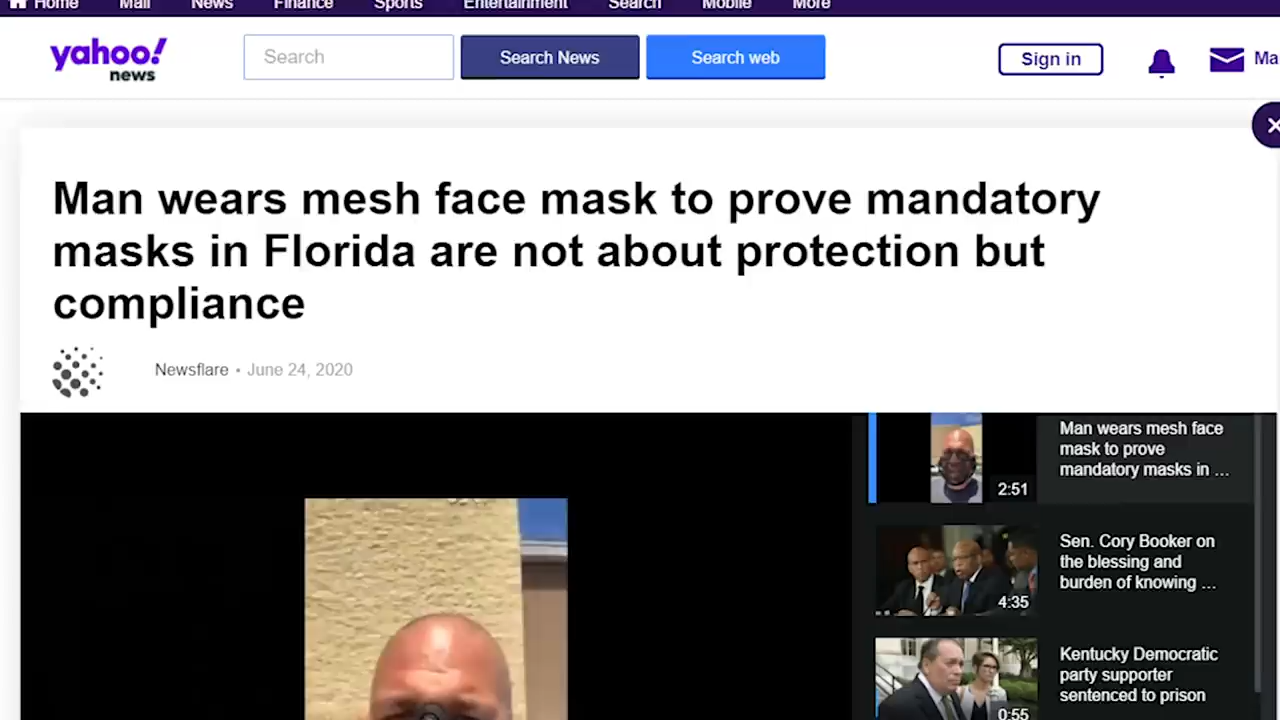 Home Mail News Finance Sports Entertainment Search Mobile More
yahoo!
news
Search
Search News
Search web
Sign in
Ma
Man wears mesh face mask to prove mandatory
masks in Florida are not about protection but
compliance
Newsflare • June 24, 2020
Man wears mesh face
mask to prove
mandatory masks in ...
2:51
Sen. Cory Booker on
the blessing and
burden of knowing ...
4:35
Kentucky Democratic
party supporter
sentenced to prison
0:55